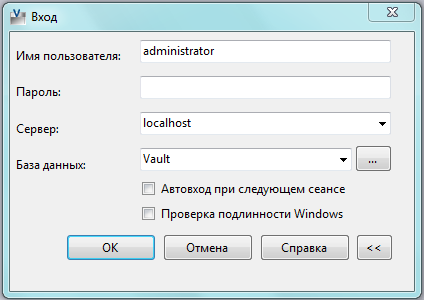 Вход
Имя пользователя: administrator
Пароль:
Сервер: localhost
База данных: Vault ...
Автовход при следующем сеансе
Проверка подлинности Windows
OK Отмена Справка <<